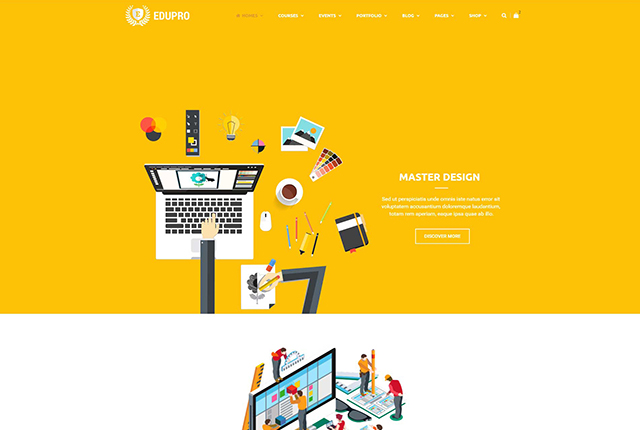 EDUPRO
HOMES COURSES EVENTS PORTFOLIO BLOG PAGES SHOP
MASTER DESIGN
Sed ut perspiciatis unde omnis iste natus error sit
voluptatem accusantium doloremque laudantium,
totam rem aperiam, eaque ipsa quae ab illo.
DISCOVER MORE